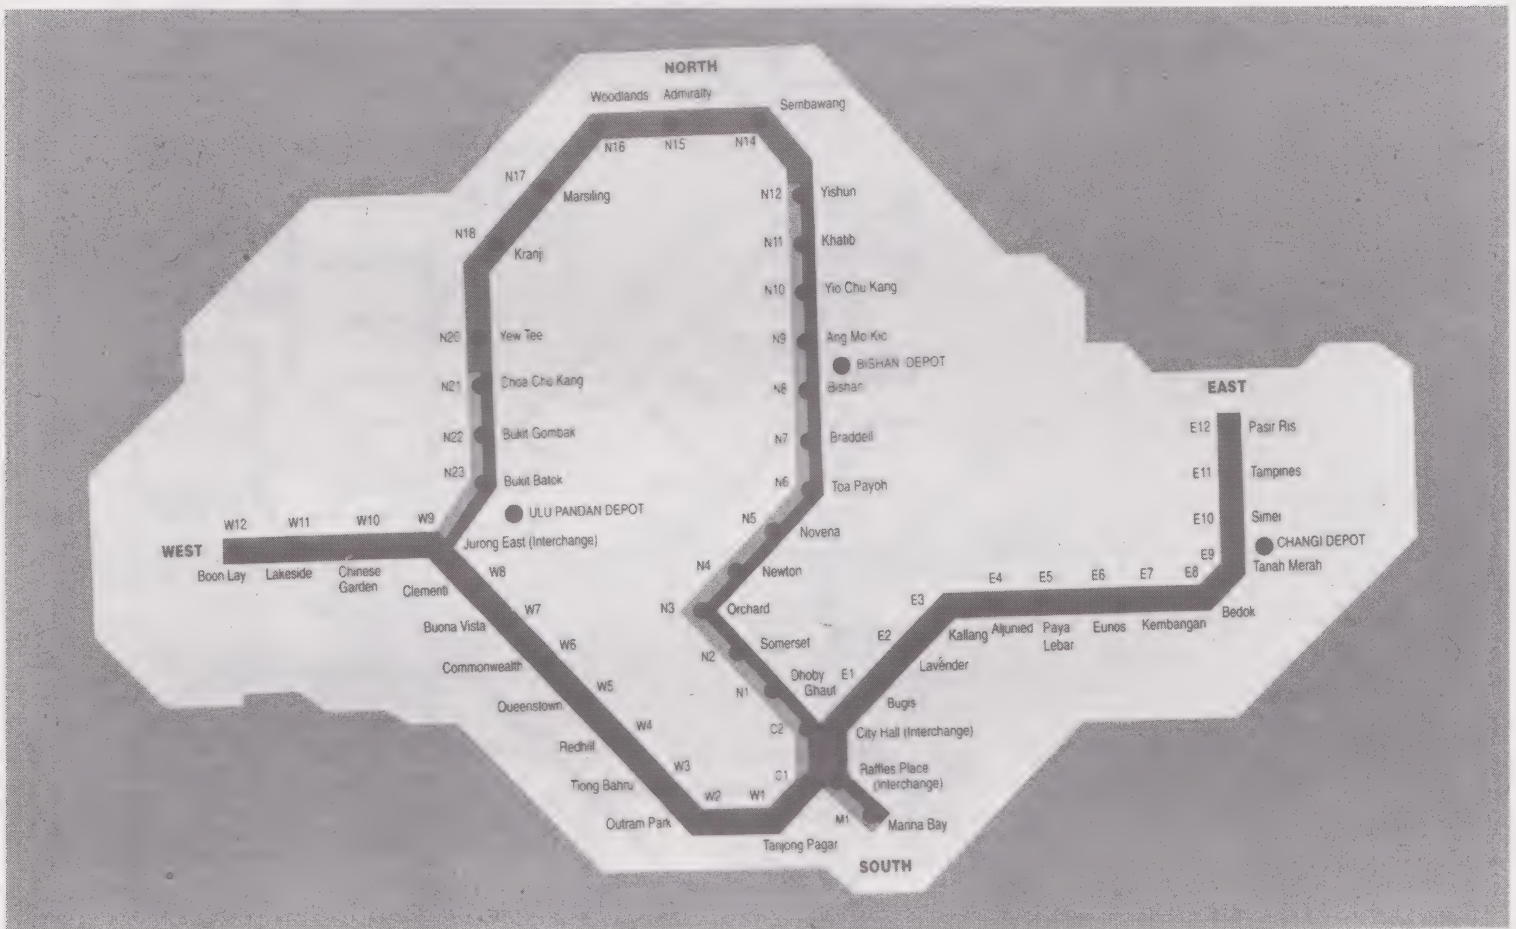 NORTH
Woodlands Admiralty
Sembawang
N16 N15 N14
N17
Marsiling
N12 Yishun
N18
Kranji
N11 Khatib
N10 Yio Chu Kang
N20 Yew Tee
N9 Ang Mo Kio
BISHAN DEPOT
N21 Choa Chu Kang
N8 Bishan
EAST
E12 Pasir Ris
N22 Bukit Gombak
N7 Braddell
N23
Bukit Batok
N6 Toa Payoh
E11 Tampines
ULU PANDAN DEPOT
W12 W11 W10 W9
N5
Novena
E10 Simei
CHANGI DEPOT
WEST
Jurong East (Interchange)
E9
Tanah Merah
Boon Lay Lakeside Chinese
Garden
Clementi
W8
N4
Newton
E4 E5 E6 E7 E8
N3 Orchard
E3
Bedok
Buona Vista
W7
Kallang Aljunied Paya
Lebar
Eunos Kembangan
E2
Somerset
N2
W6
Commonwealth
Lavender
Dhoby
Ghaut
E1
N1
W5
Queenstown
Bugis
W4
C2
City Hall (Interchange)
Redhill
W3
C1
Raffles Place
(Interchange)
Tiong Bahru
W2 W1
Outram Park
M1
Marina Bay
Tanjong Pagar
SOUTH